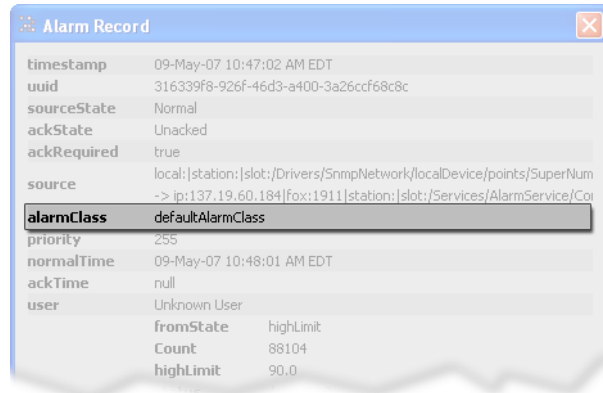 Alarm Record
timestamp 09-May-07 10:47:02 AM EDT
uuid 316339f8-926f-46d3-a400-3a26ccf68c8c
sourceState Normal
ackState Unacked
ackRequired true
source local:|station:|slot:/Drivers/SnmpNetwork/localDevice/points/SuperNum
-> ip:137.19.60.184|fox:1911|station:|slot:/Services/AlarmService/Co
alarmClass defaultAlarmClass
priority 255
normalTime 09-May-07 10:48:01 AM EDT
ackTime null
user Unknown User
fromState highLimit
Count 88104
highLimit 90.0